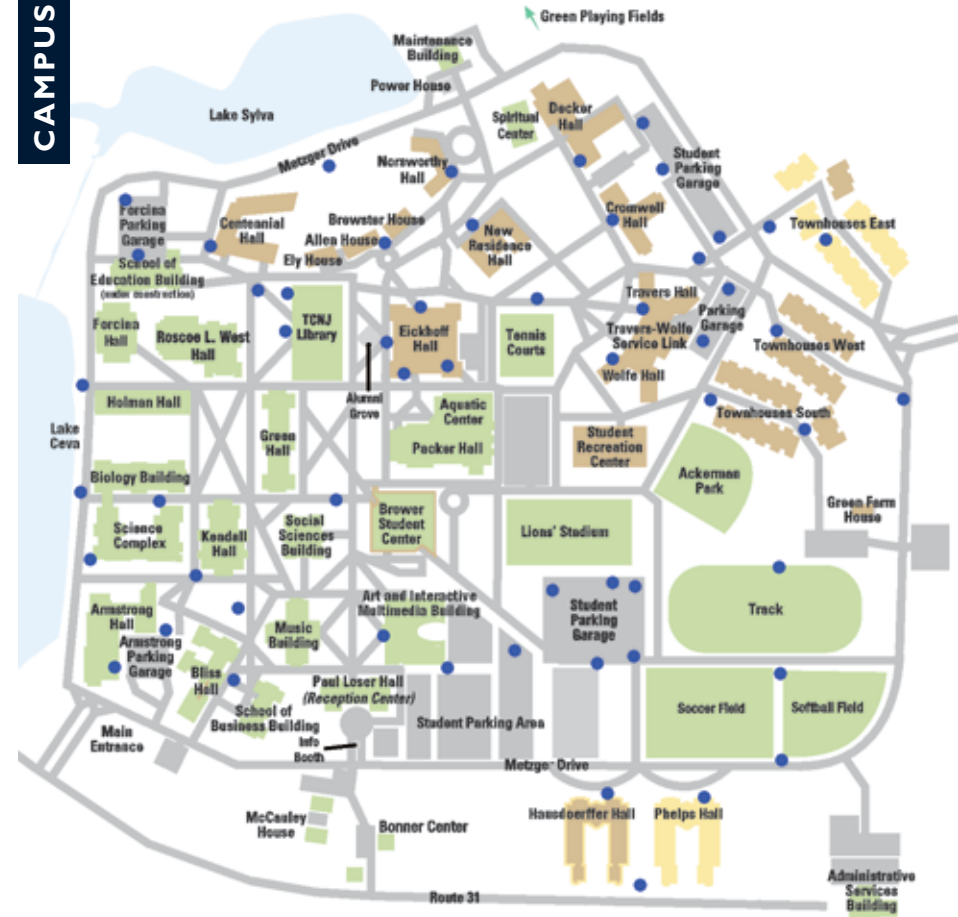 CAMPUS
Green Playing Fields
Maintenance
Building
Power House
Lake Sylva
Spiritual
Center
Decker
Hall
Metzger Drive
Norsworthy
Hall
Student
Parking
Garage
Forcina
Parking
Garage
Centennial
Hall
Brewster House
Allen House
Ely House
New
Residence
Hall
Cromwell
Hall
Townhouses East
School of
Education Building
(under construction)
Travers Hall
Parking
Garage
Forcina
Hall
Roscoe L. West
Hall
TCNJ
Library
Eickhoff
Hall
Tennis
Courts
Travers-Wolfe
Service Link
Townhouses West
Wolfe Hall
Alumni
Grove
Holman Hall
Lake
Ceva
Green
Hall
Aquatic
Center
Packer Hall
Student
Recreation
Center
Townhouses South
Ackerman
Park
Biology Building
Green Farm
House
Science
Complex
Kendall
Hall
Social
Sciences
Building
Brower
Student
Center
Lions' Stadium
Armstrong
Hall
Armstrong
Parking
Garage
Art and Interactive
Multimedia Building
Student
Parking
Garage
Track
Music
Building
Bliss
Hall
Paul Loser Hall
(Reception Center)
School of
Business Building
Info
Booth
Student Parking Area
Soccer Field
Softball Field
Main
Entrance
Metzger Drive
McCauley
House
Bonner Center
Hausdoerffer Hall
Phelps Hall
Route 31
Administrative
Services
Building